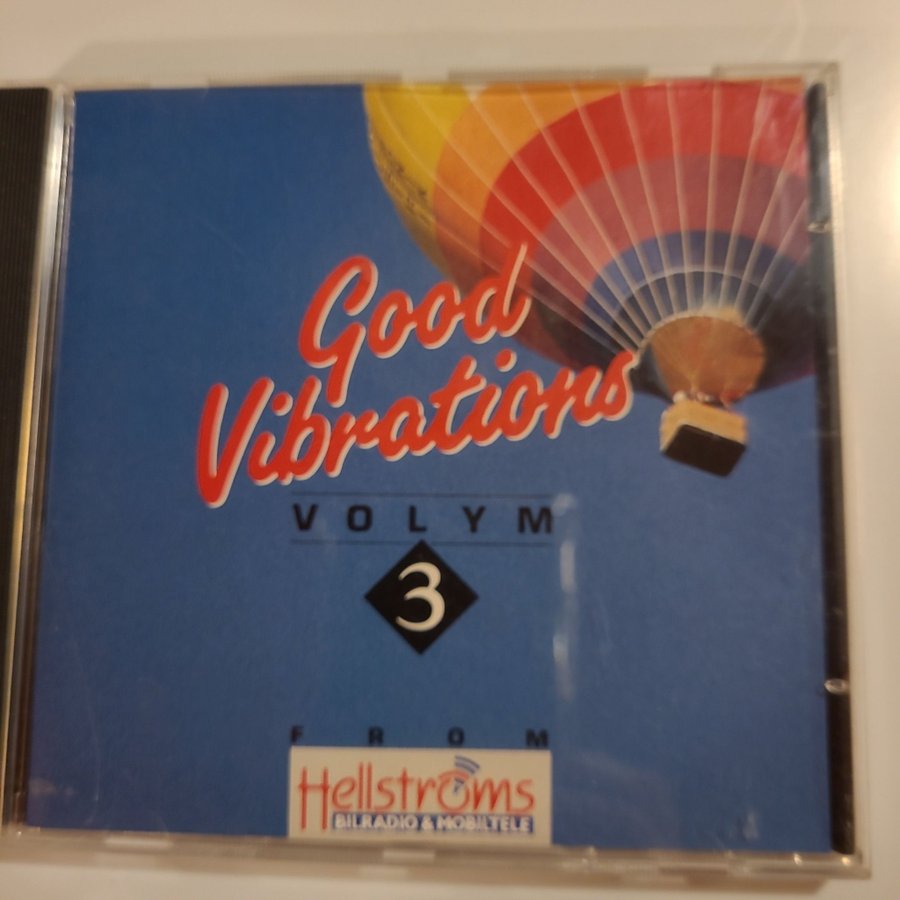 Good
Vibrations
VOLYM
3
FROM
Hellstroms
BILRADIO & MOBILTELE